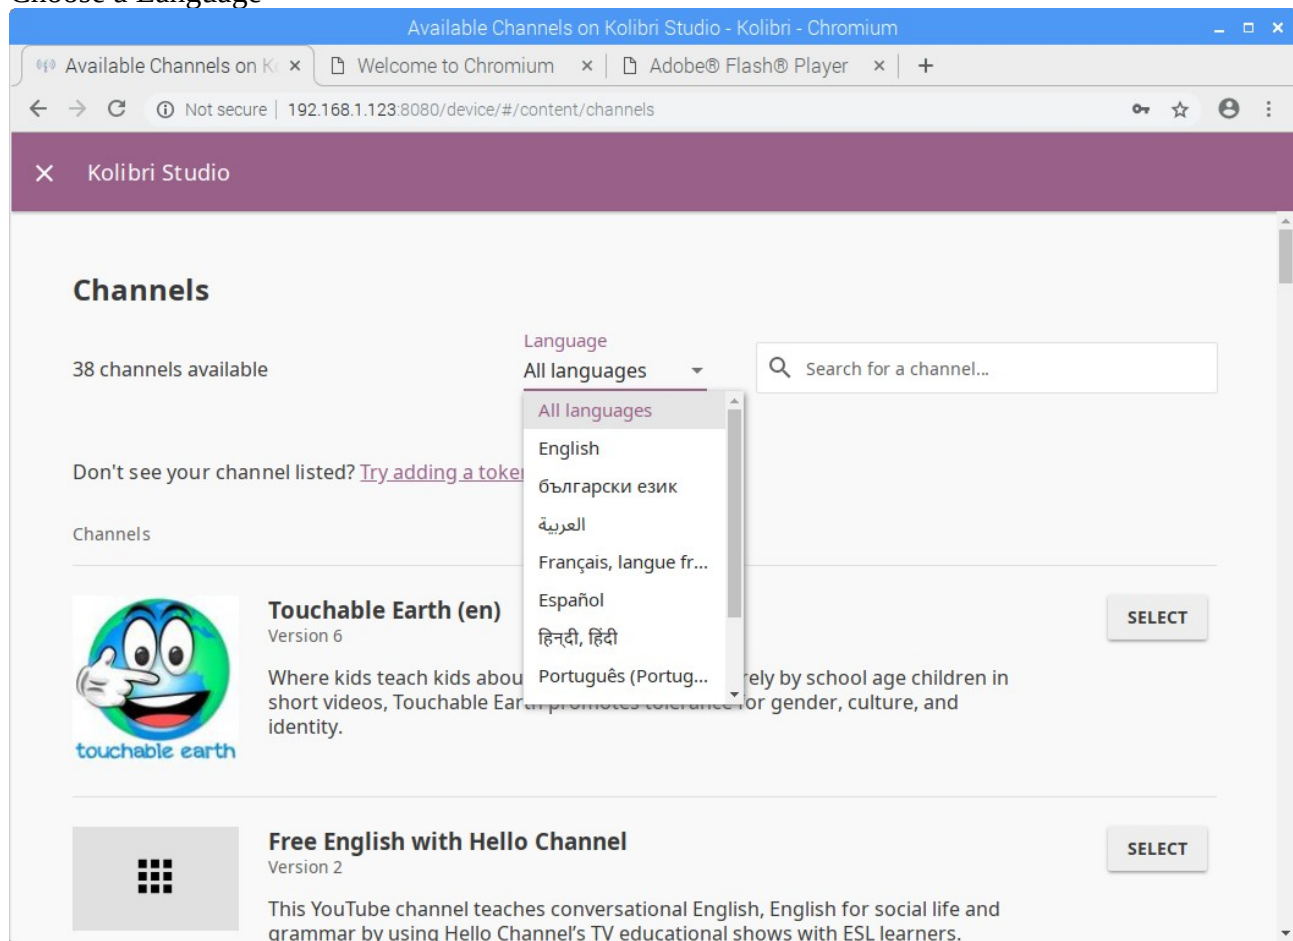 Choose a Language
Available Channels on Kolibri Studio - Kolibri - Chromium
Available Channels on K
Welcome to Chromium
Adobe® Flash® Player
Not secure | 192.168.1.123:8080/device/#/content/channels
Kolibri Studio
Channels
Language
38 channels available
All languages
Search for a channel...
All languages
English
български език
العربية
Français, langue fr...
Español
हिन्दी, हिंदी
Português (Portug...
Don't see your channel listed? Try adding a token
Channels
Touchable Earth (en)
Version 6
SELECT
Where kids teach kids abou
rely by school age children in
short videos, Touchable Earth promotes tolerance for gender, culture, and
identity.
touchable earth
Free English with Hello Channel
Version 2
SELECT
This YouTube channel teaches conversational English, English for social life and
grammar by using Hello Channel's TV educational shows with ESL learners.